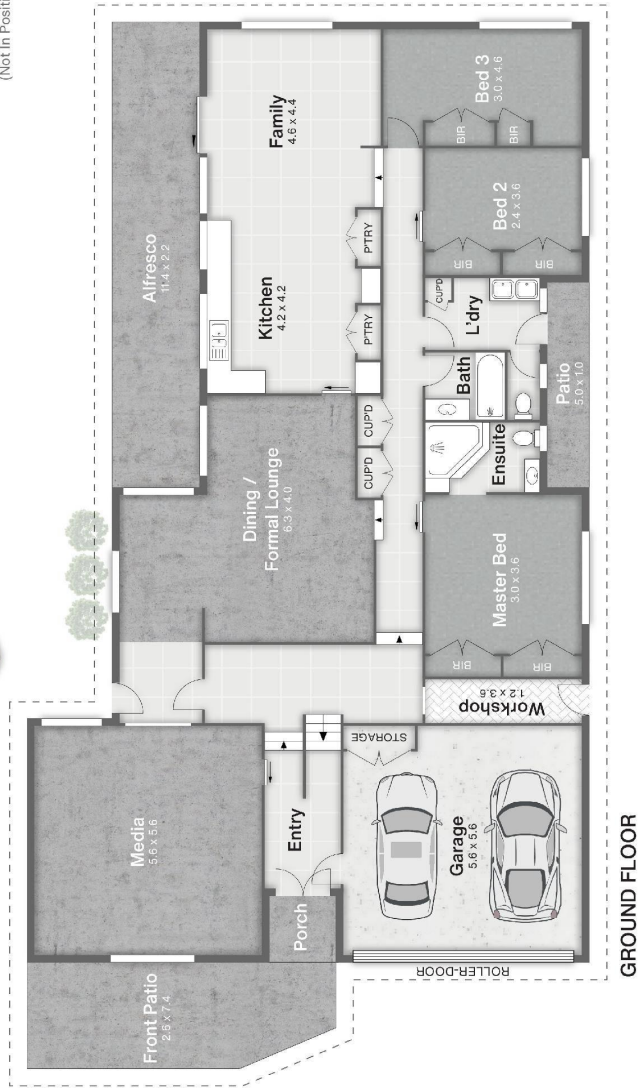 (Not In Positi
Alfresco
11.4 x 2.2
Family
4.6 x 4.4
Bed 3
3.0 x 4.6
BIR
BIR
Kitchen
4.2 x 4.2
P'TRY
P'TRY
Bed 2
2.4 x 3.6
BIR
BIR
CUP'D
L'dry
Bath
Patio
5.0 x 1.0
Dining /
Formal Lounge
6.3 x 4.0
CUP'D
CUP'D
Ensuite
Master Bed
3.0 x 3.6
BIR
BIR
Workshop
1.2 x 3.6
Media
5.6 x 5.6
Entry
STORAGE
Garage
5.6 x 5.6
Porch
ROLLER-DOOR
Front Patio
2.6 x 7.4
GROUND FLOOR